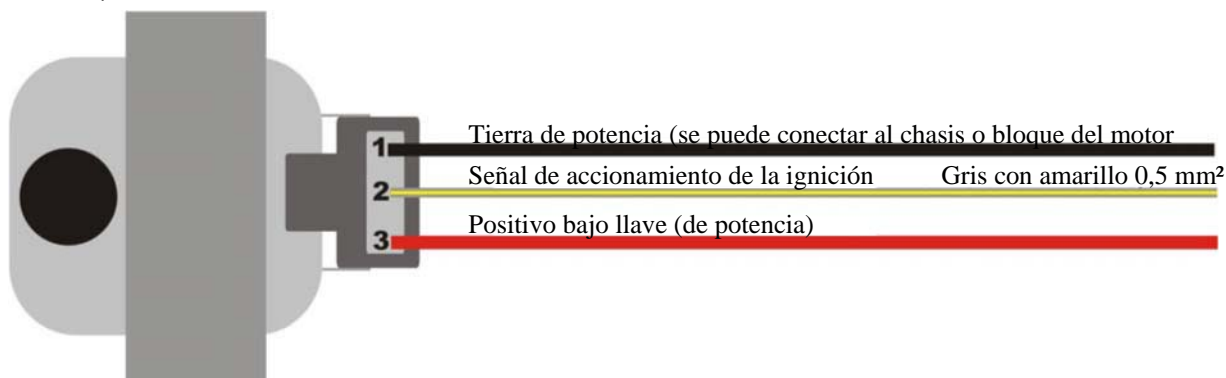 1 Tierra de potencia (se puede conectar al chasis o bloque del motor
2 Señal de accionamiento de la ignición Gris con amarillo 0,5 mm²
3 Positivo bajo llave (de potencia)